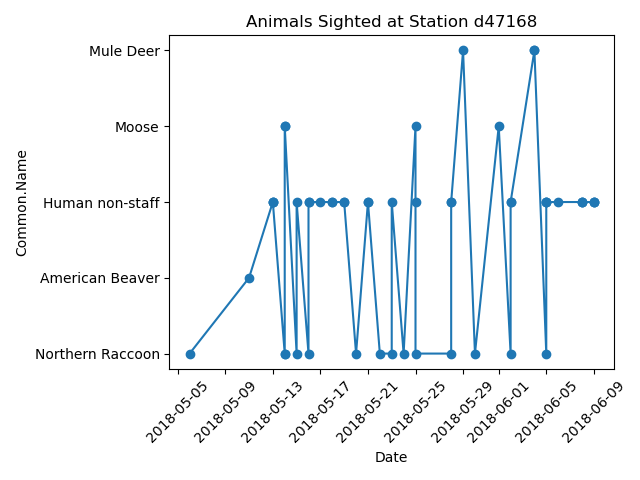 Animals Sighted at Station d47168
Common.Name
Mule Deer
Moose
Human non-staff
American Beaver
Northern Raccoon
2018-05-05
2018-05-09
2018-05-13
2018-05-17
2018-05-21
2018-05-25
2018-05-29
2018-06-01
2018-06-05
2018-06-09
Date